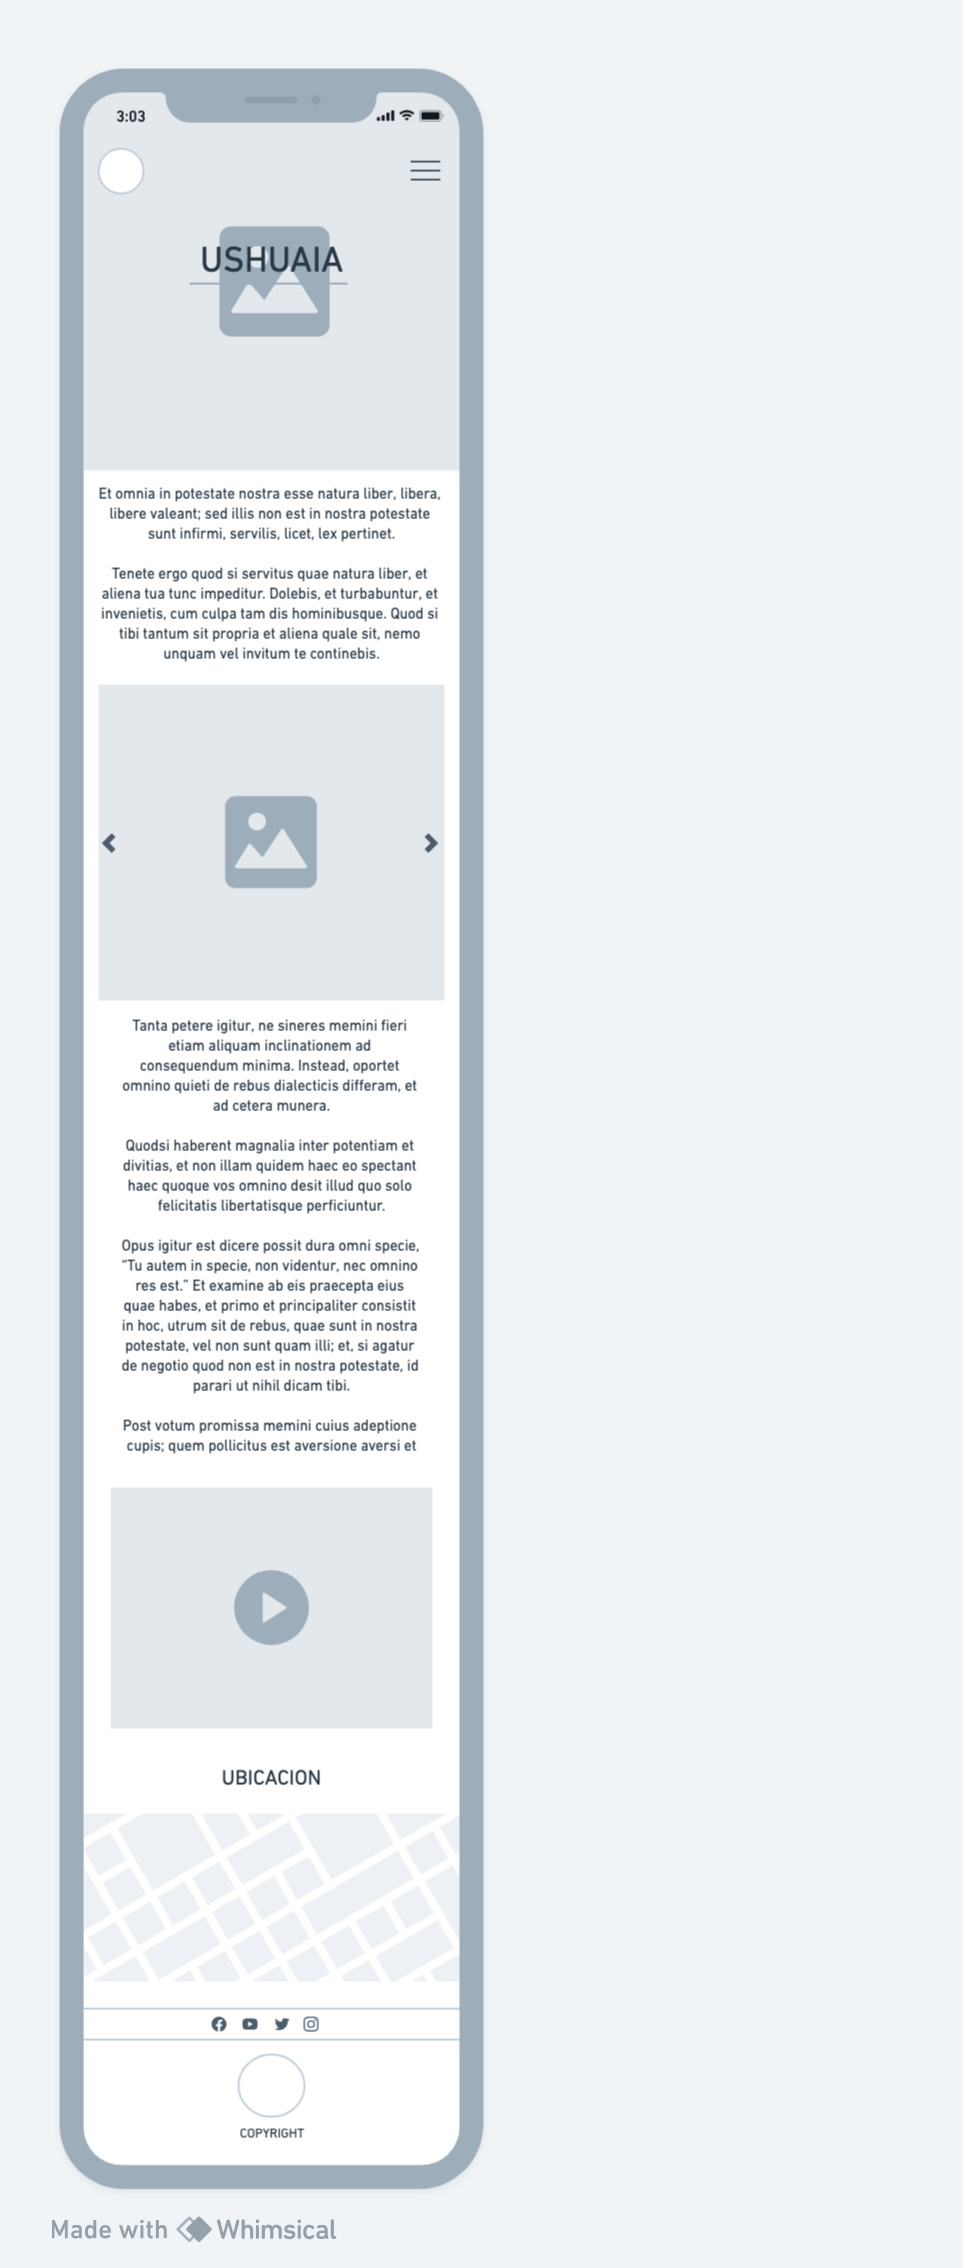 3:03
USHUAIA
Et omnia in potestate nostra esse natura liber, libera,
libere valeant; sed illis non est in nostra potestate
sunt infirmi, servilis, licet, lex pertinet.
Tenete ergo quod si servitus quae natura liber, et
aliena tua tunc impeditur. Dolebis, et turbabuntur, et
invenietis, cum culpa tam dis hominibusque. Quod si
tibi tantum sit propria et aliena quale sit, nemo
unquam vel invitum te continebis.
Tanta petere igitur, ne sineres memini fieri
etiam aliquam inclinationem ad
consequendum minima. Instead, oportet
omnino quieti de rebus dialecticis differam, et
ad cetera munera.
Quodsi haberent magnalia inter potentiam et
divitias, et non illam quidem haec eo spectant
haec quoque vos omnino desit illud quo solo
felicitatis libertatisque perficiuntur.
Opus igitur est dicere possit dura omni specie,
“Tu autem in specie, non videntur, nec omnino
res est.” Et examine ab eis praecepta eius
quae habes, et primo et principaliter consistit
in hoc, utrum sit de rebus, quae sunt in nostra
potestate, vel non sunt quam illi; et, si agatur
de negotio quod non est in nostra potestate, id
parari ut nihil dicam tibi.
Post votum promissa memini cuius adeptione
cupis; quem pollicitus est aversione aversi et
UBICACION
COPYRIGHT
Made with Whimsical